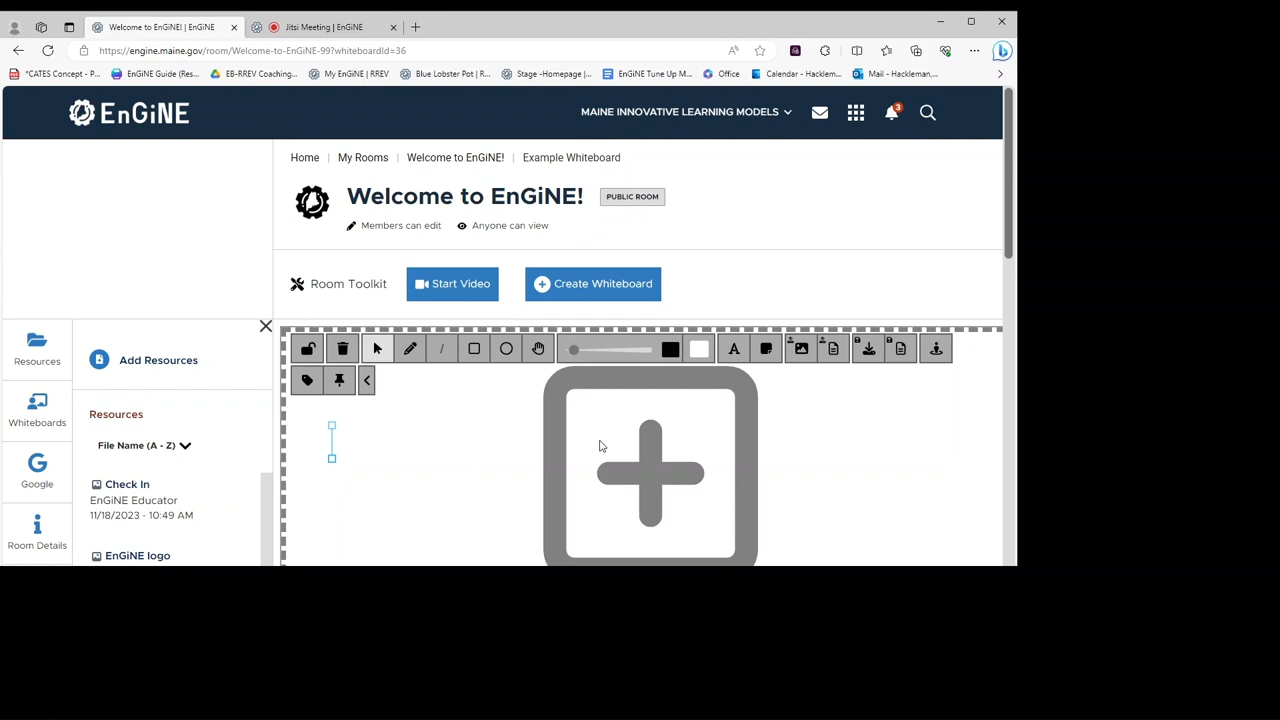 Welcome to EnGiNE! | EnGiNE
Jitsi Meeting | EnGiNE
https://engine.maine.gov/room/Welcome-to-EnGiNE-99?whiteboardId=36
*CATES Concept - P...
EnGiNE Guide (Res...
EB-RREV Coaching...
My EnGiNE | RREV
Blue Lobster Pot | R...
Stage -Homepage |...
EnGiNE Tune Up M...
Office
Calendar - Hacklem...
Mail - Hackleman,...
EnGiNE
MAINE INNOVATIVE LEARNING MODELS
3
Home | My Rooms | Welcome to EnGiNE! | Example Whiteboard
Welcome to EnGiNE!
PUBLIC ROOM
Members can edit
Anyone can view
Room Toolkit
Start Video
Create Whiteboard
Resources
Add Resources
A
Whiteboards
Resources
File Name (A - Z)
Google
Check In
EnGiNE Educator
11/18/2023 - 10:49 AM
Room Details
EnGiNE logo